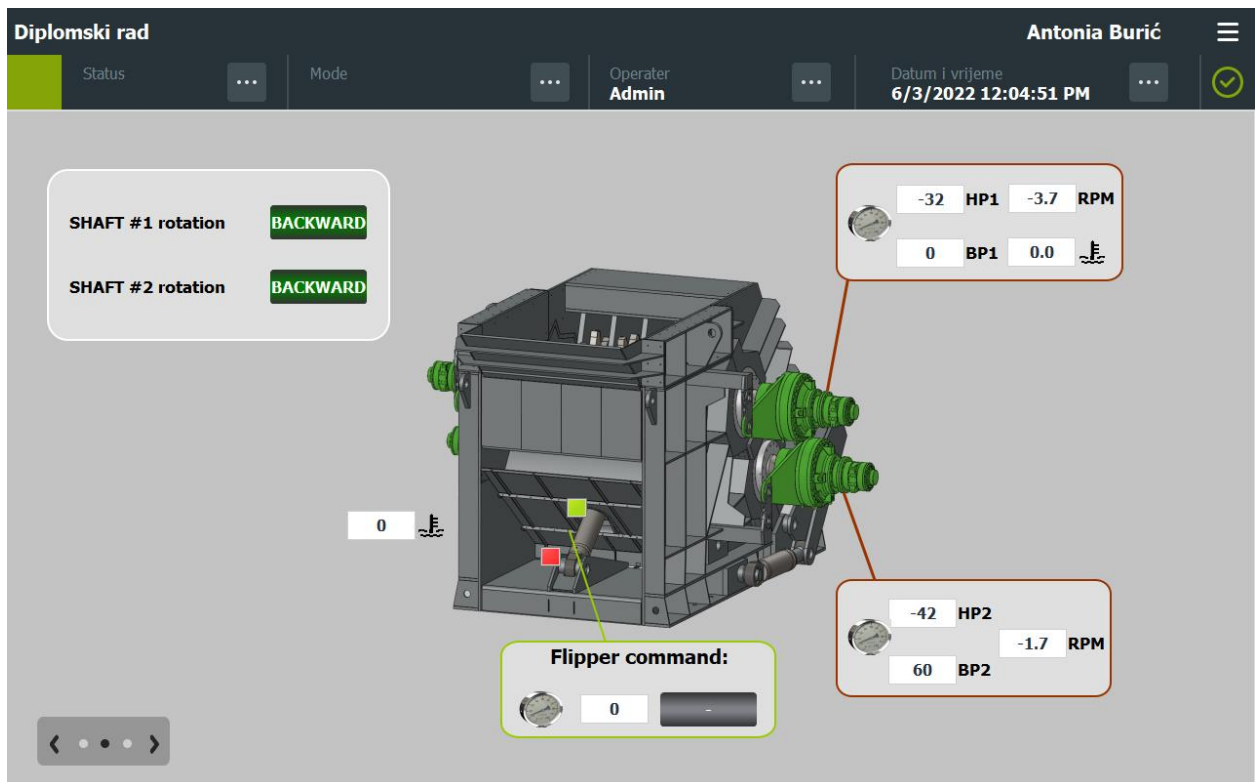 Diplomski rad
Antonia Burić
Status
...
Mode
...
Operater
Admin
...
Datum i vrijeme
6/3/2022 12:04:51 PM
...
SHAFT #1 rotation
BACKWARD
SHAFT #2 rotation
BACKWARD
-32 HP1 -3.7 RPM
0 BP1 0.0
0
-42 HP2
-1.7 RPM
60 BP2
Flipper command:
0 -